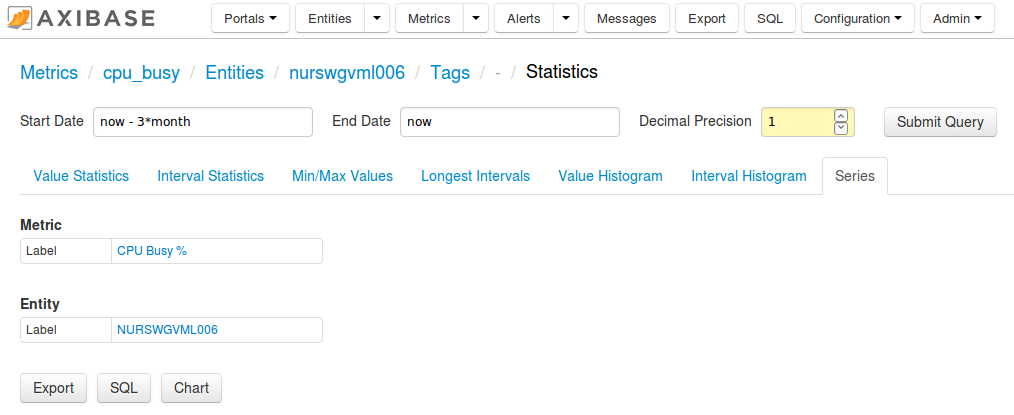 AXIBASE Portals Entities Metrics Alerts Messages Export SQL Configuration Admin
Metrics / cpu_busy / Entities / nurswgvml006 / Tags / - / Statistics
Start Date now - 3*month End Date now Decimal Precision 1 Submit Query
Value Statistics Interval Statistics Min/Max Values Longest Intervals Value Histogram Interval Histogram Series
Metric
Label CPU Busy %
Entity
Label NURSWGVML006
Export SQL Chart